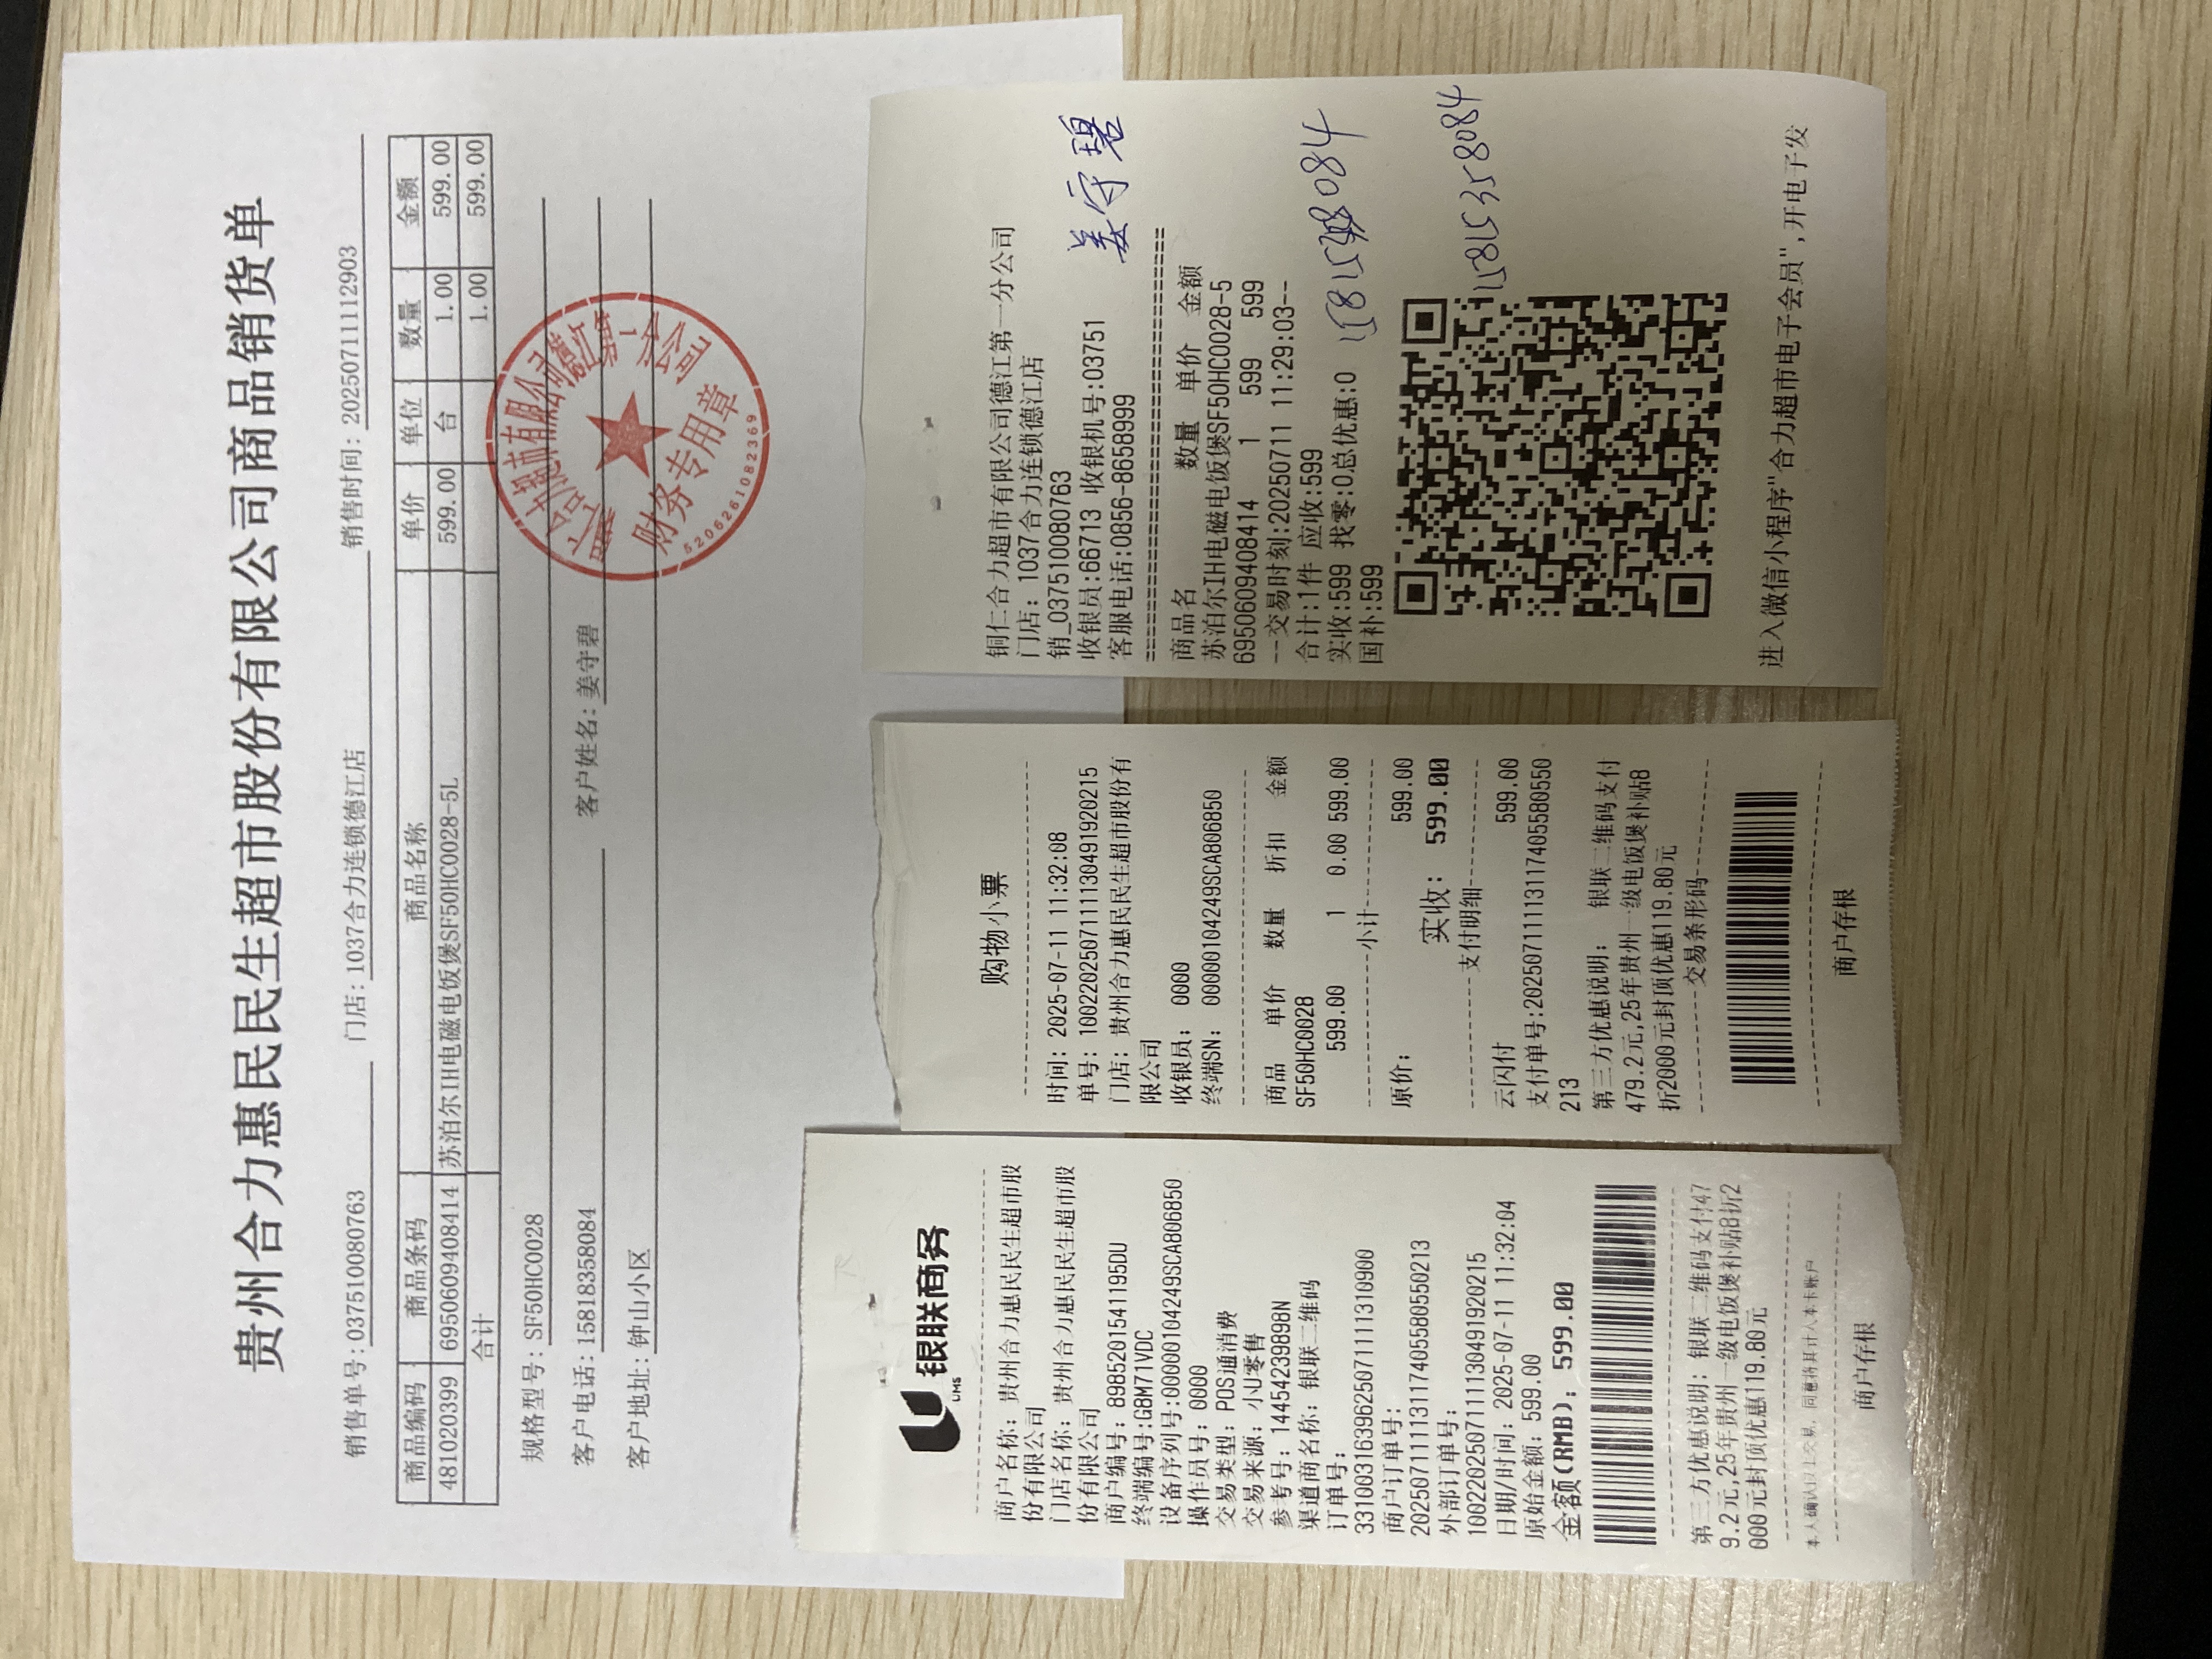 贵州合力惠民民生超市股份有限公司商品销货单
销售单号: 037510080763 门店: 1037合力连锁德江店 销售时间: 20250711112903
商品编码 商品条码 商品名称 单价 单位 数量 金额
481020399 6950609408414 苏泊尔IH电磁电饭煲SF50HC0028-5L 599.00 台 1.00 599.00
合计 1.00 599.00
规格型号: SF50HC0028
客户电话: 15818358084 客户姓名: 姜守碧
客户地址: 钟山小区
财务专用章
5206261082369
银联商务
UMS
商户名称: 贵州合力惠民民生超市股
份有限公司
门店名称: 贵州合力惠民民生超市股
份有限公司
商户编号: 89852015411950U
终端编号:G8M71VDC
设备序列号:00000104249SCA806850
操作员号: 0000
交易类型: POS通消费
交易来源: 小U零售
参考号: 14454239898N
渠道商名称: 银联二维码
订单号:
33100316396250711111310900
商户订单号:
20250711113117405580550213
外部订单号:
1002202507111130491920215
日期/时间: 2025-07-11 11:32:04
原始金额: 599.00
金额(RMB): 599.00
第三方优惠说明: 银联二维码支付47
9.2元,25年贵州一级电饭煲补贴8折2
000元封顶优惠119.80元
本人确认以上交易, 同意将其计入本卡账户
商户存根
购物小票
时间: 2025-07-11 11:32:08
单号: 1002202507111130491920215
门店: 贵州合力惠民民生超市股份有
限公司
收银员: 0000
终端SN: 00000104249SCA806850
商品 单价 数量 折扣 金额
SF50HC0028
599.00 1 0.00 599.00
小计
原价: 599.00
实收: 599.00
支付明细
云闪付 599.00
支付单号:20250711113117405580550
213
第三方优惠说明: 银联二维码支付
479.2元,25年贵州一级电饭煲补贴8
折2000元封顶优惠119.80元
交易条形码
商户存根
铜仁合力超市有限公司德江第一分公司
门店: 1037合力连锁德江店
销_037510080763
收银员:66713 收银机号:03751
客服电话:0856-8658999
姜守碧
商品名 数量 单价 金额
苏泊尔IH电磁电饭煲SF50HC0028-5
6950609408414 1 599 599
--交易时刻:20250711 11:29:03--
合计:1件 应收:599
实收:599 找零:0总优惠:0
国补:599
15815358084
进入微信小程序"合力超市电子会员",开电子发